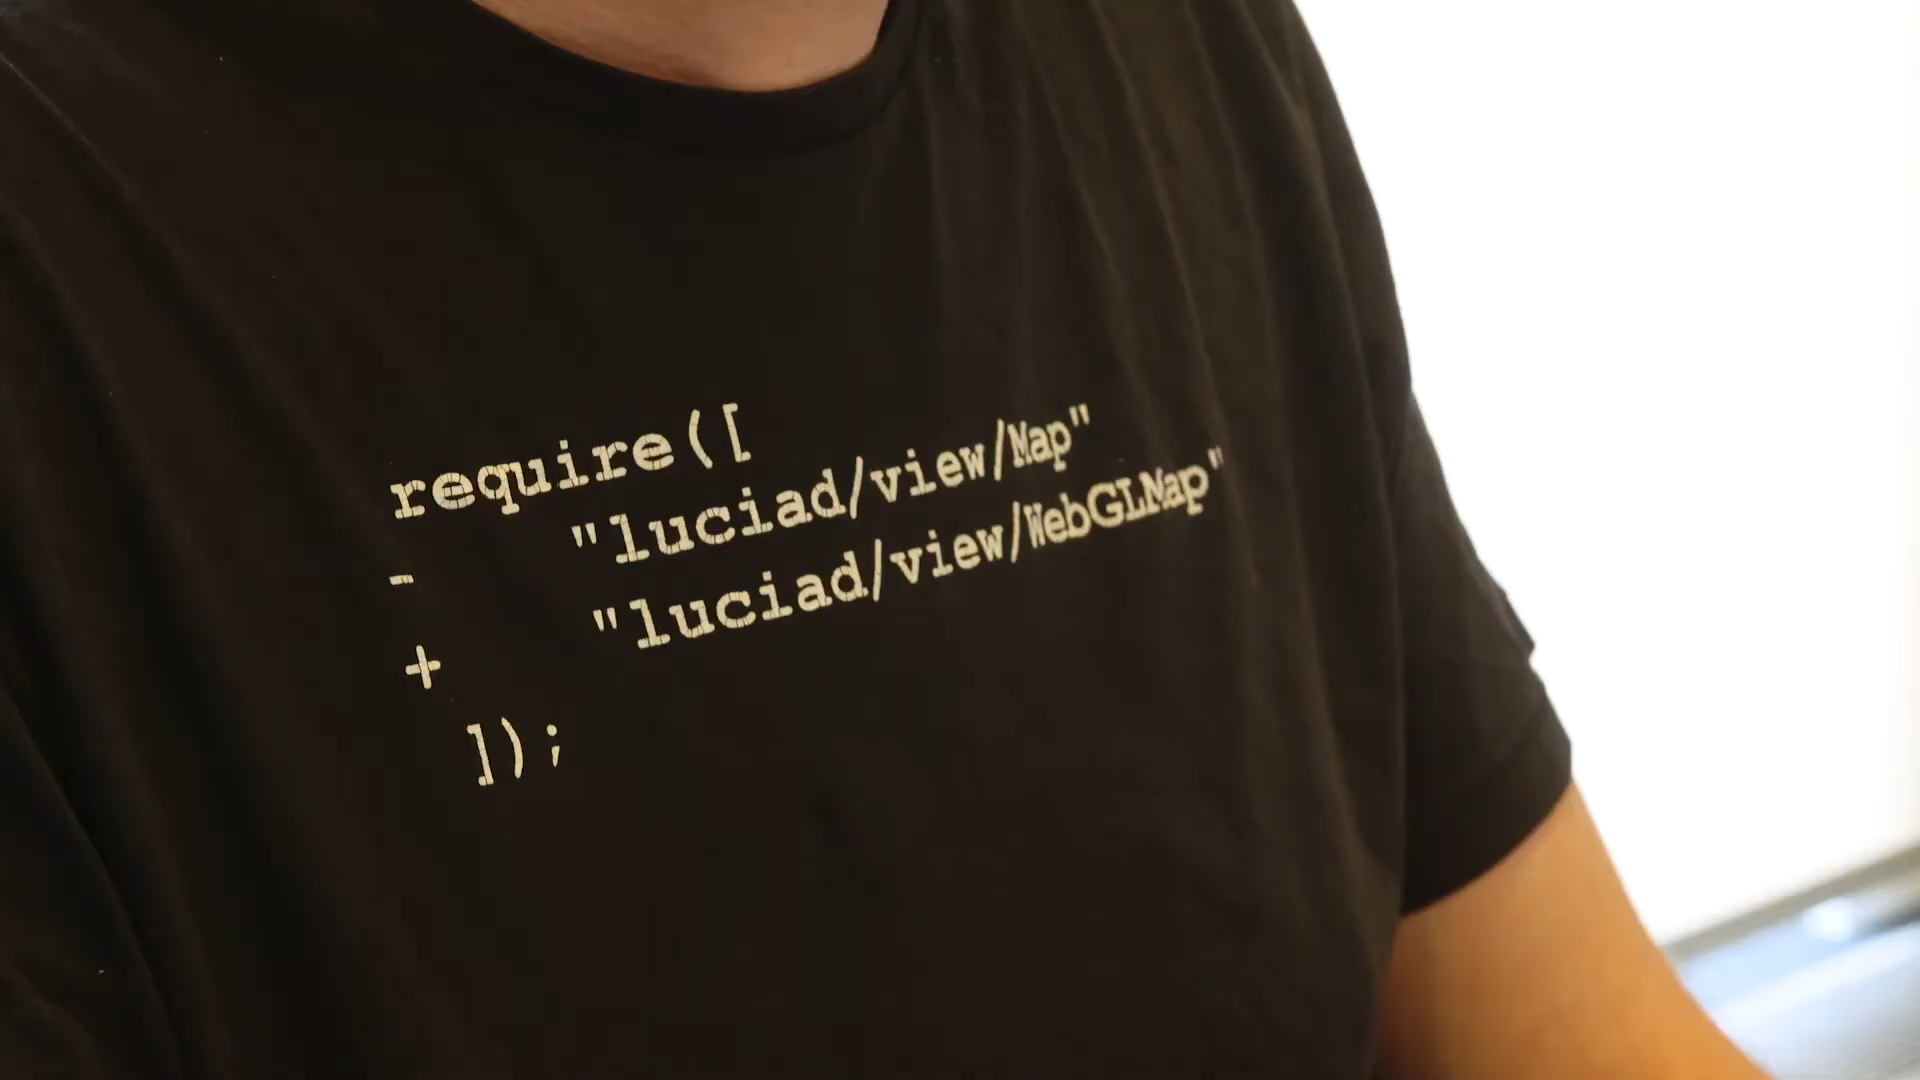 require([
-    "luciad/view/Map"
+    "luciad/view/WebGLMap"
]);